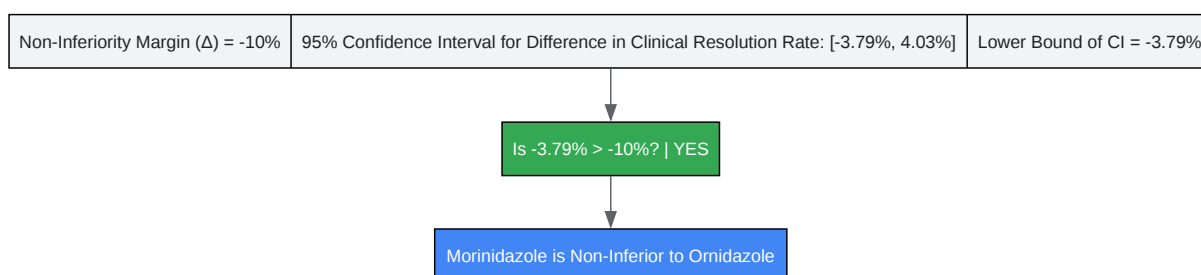 Non-Inferiority Margin (Δ) = -10%
95% Confidence Interval for Difference in Clinical Resolution Rate: [-3.79%, 4.03%]
Lower Bound of CI = -3.79%
Is -3.79% > -10%? | YES
Morinidazole is Non-Inferior to Ornidazole